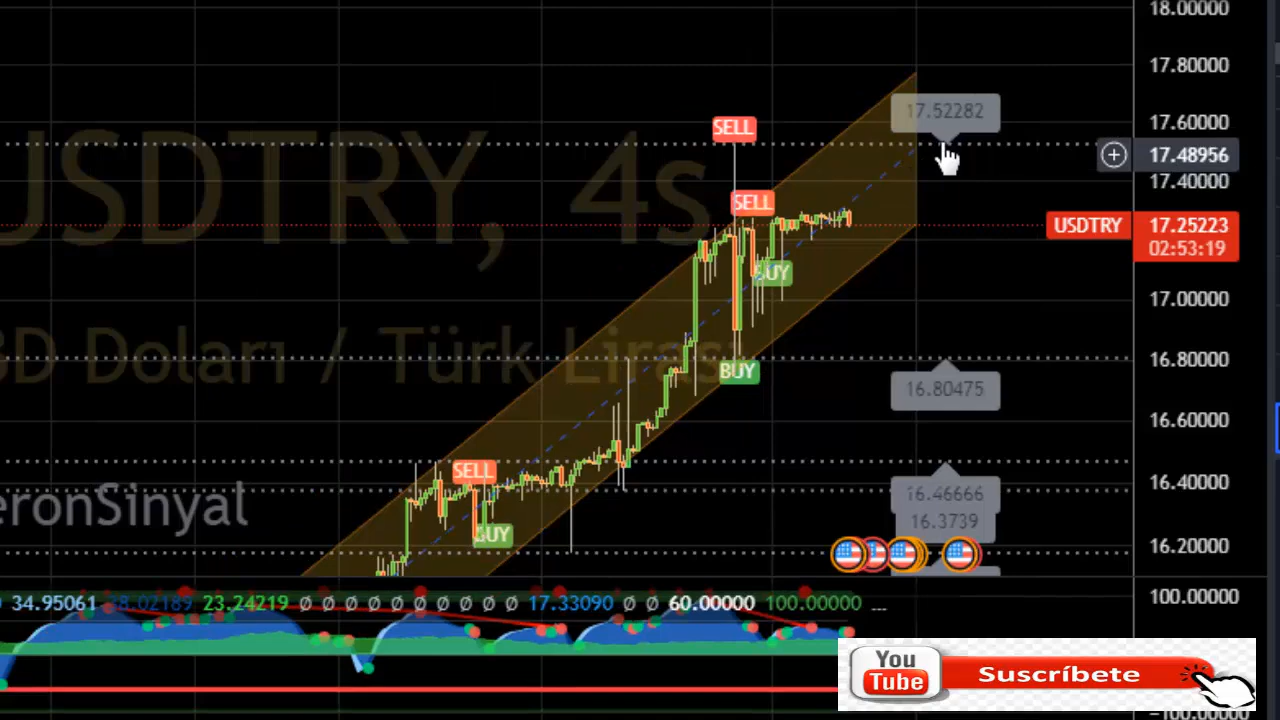 18.00000
17.80000
17.52282
17.60000
SELL
17.48956
17.40000
USDTRY, 4s
SELL
USDTRY 17.25223
02:53:19
BUY
17.00000
Doları / Türk Lirası
16.80000
BUY
16.80475
16.60000
SELL
16.40000
eronSinyal
16.46666
16.3739
BUY
16.20000
34.95061 38.02189 23.24219 ø ø ø ø ø ø ø ø ø ø 17.33090 ø ø 60.00000 100.00000 ...
100.00000
You
Tube
Suscríbete